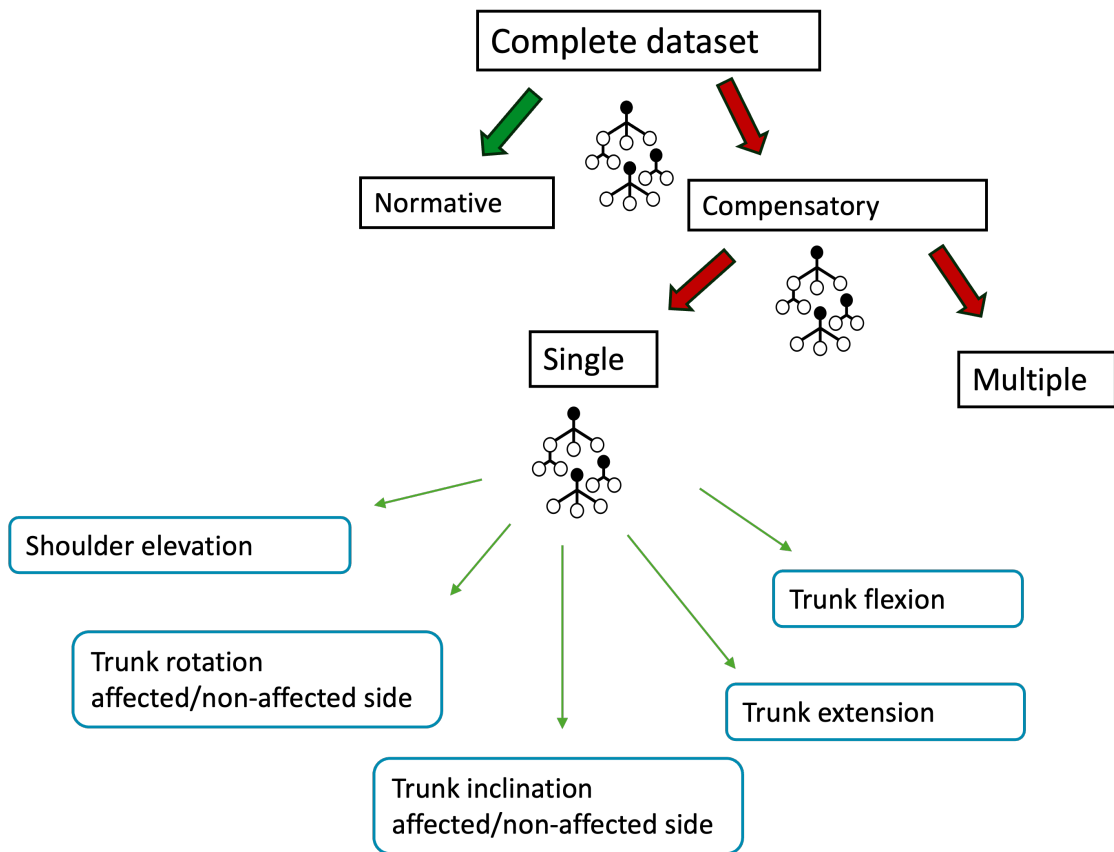 Complete dataset
Normative
Compensatory
Single
Multiple
Shoulder elevation
Trunk flexion
Trunk rotation
affected/non-affected side
Trunk extension
Trunk inclination
affected/non-affected side